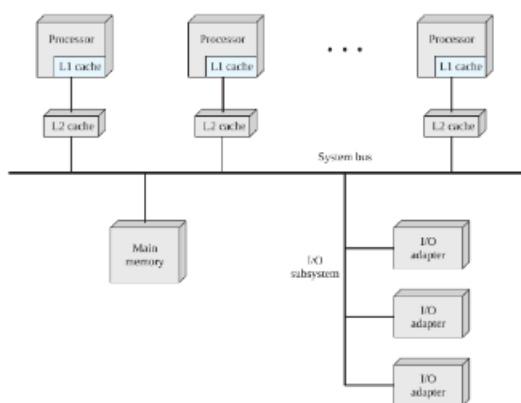 Processor
L1 cache
Processor
L1 cache
. . .
Processor
L1 cache
L2 cache
L2 cache
L2 cache
System bus
Main
memory
I/O
subsystem
I/O
adapter
I/O
adapter
I/O
adapter